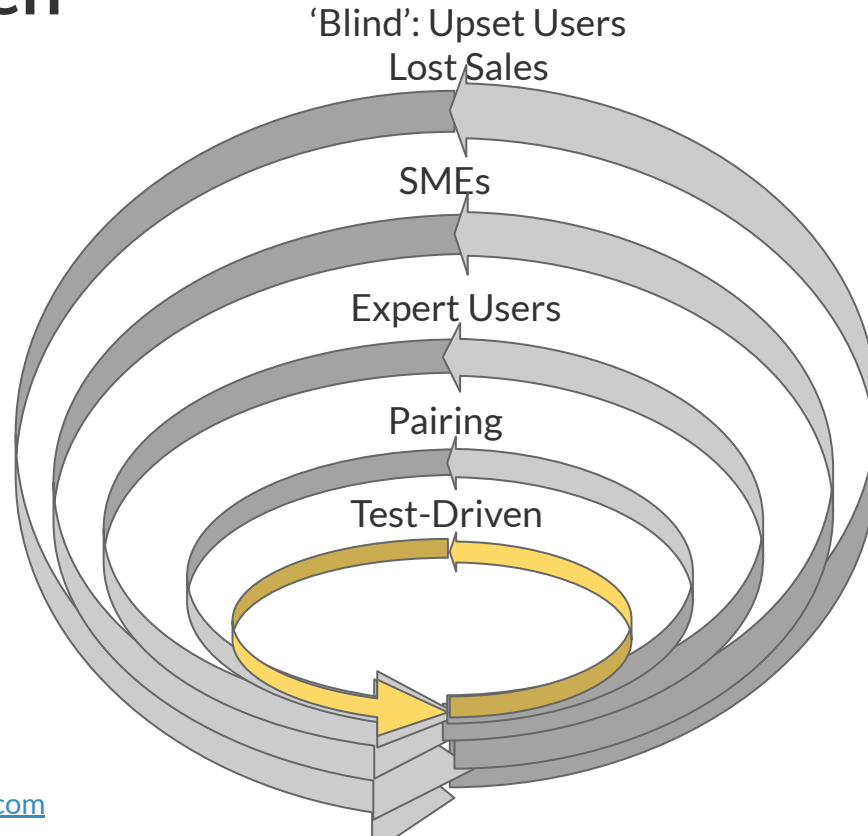 ‘Blind’: Upset Users
Lost Sales
SMEs
Expert Users
Pairing
Test-Driven
com